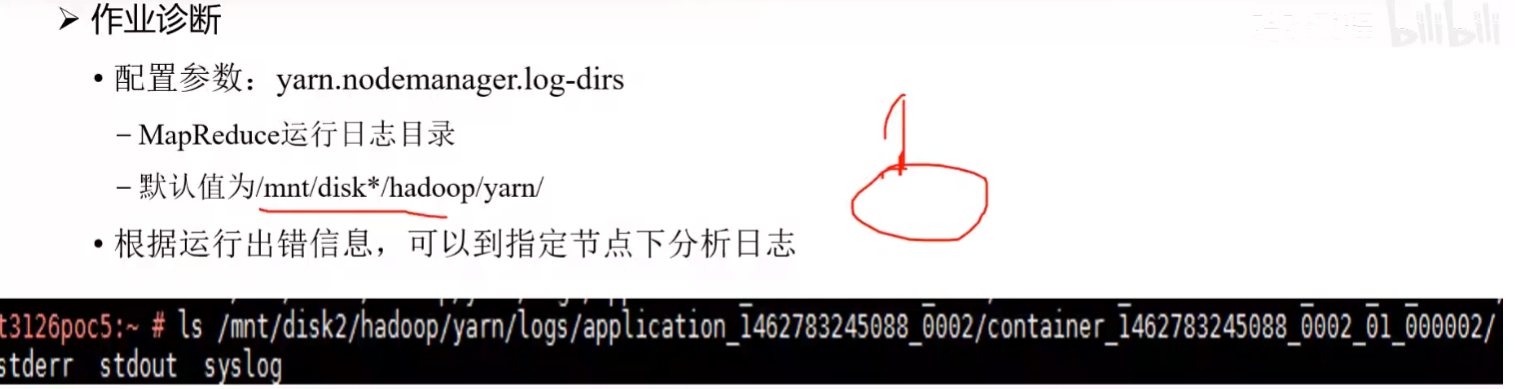 ➢ 作业诊断
bilibili
• 配置参数：yarn.nodemanager.log-dirs
– MapReduce运行日志目录
– 默认值为/mnt/disk*/hadoop/yarn/
• 根据运行出错信息，可以到指定节点下分析日志
t3126poc5:~ # ls /mnt/disk2/hadoop/yarn/logs/application_1462783245088_0002/container_1462783245088_0002_01_000002/
stderr stdout syslog